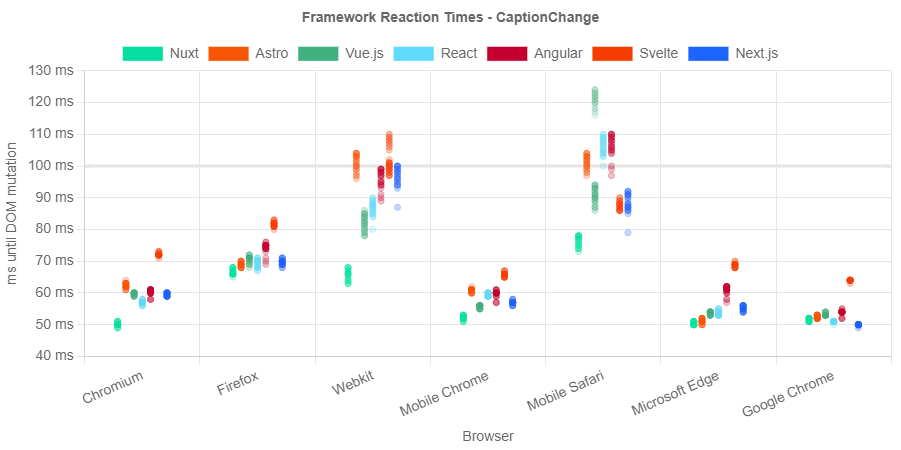 Framework Reaction Times - CaptionChange
Nuxt Astro Vue.js React Angular Svelte Next.js
130 ms
120 ms
110 ms
100 ms
90 ms
80 ms
70 ms
60 ms
50 ms
40 ms
ms until DOM mutation
Chromium Firefox Webkit Mobile Chrome Mobile Safari Microsoft Edge Google Chrome
Browser